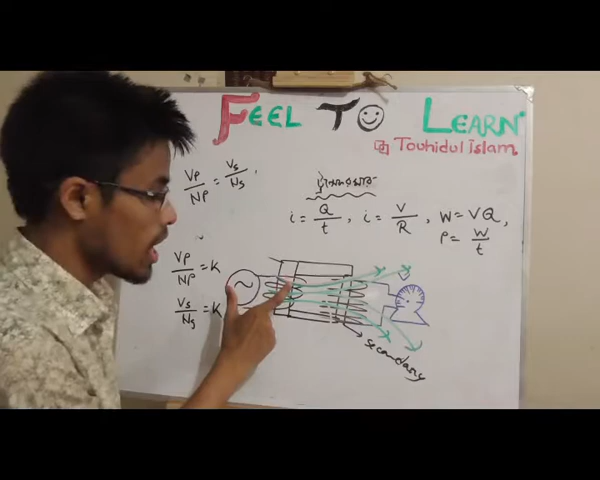 FEEL TO LEARN
Touhidul Islam
Vp/Np = Vs/Ns,
i = Q/t, i = V/R, W = VQ,
P = W/t
Vp/Np = K
Vs/Ns = K
secondary